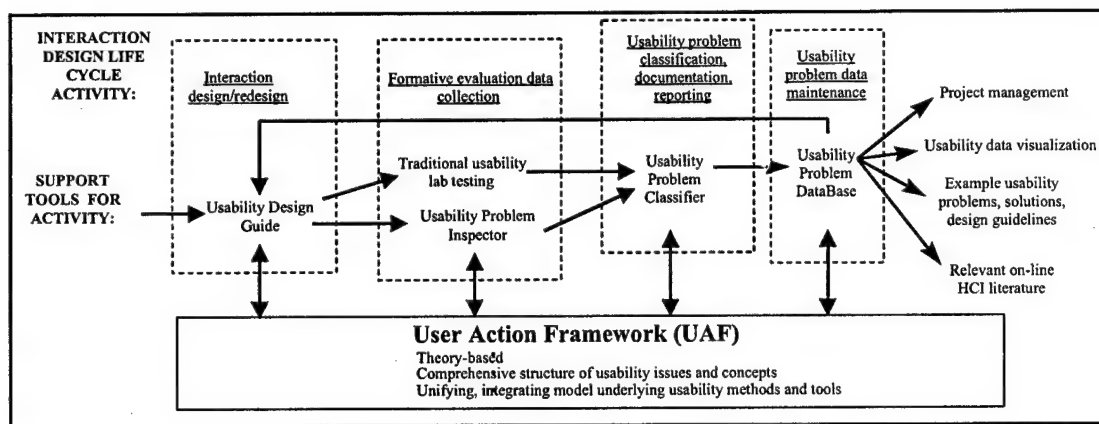 INTERACTION
DESIGN LIFE
CYCLE
ACTIVITY:
Interaction
design/redesign
Formative evaluation data
collection
Usability problem
classification,
documentation,
reporting
Usability
problem data
maintenance
SUPPORT
TOOLS FOR
ACTIVITY:
Usability Design
Guide
Traditional usability
lab testing
Usability Problem
Inspector
Usability
Problem
Classifier
Usability
Problem
DataBase
Project management
Usability data visualization
Example usability
problems, solutions,
design guidelines
Relevant on-line
HCI literature
User Action Framework (UAF)
Theory-based
Comprehensive structure of usability issues and concepts
Unifying, integrating model underlying usability methods and tools